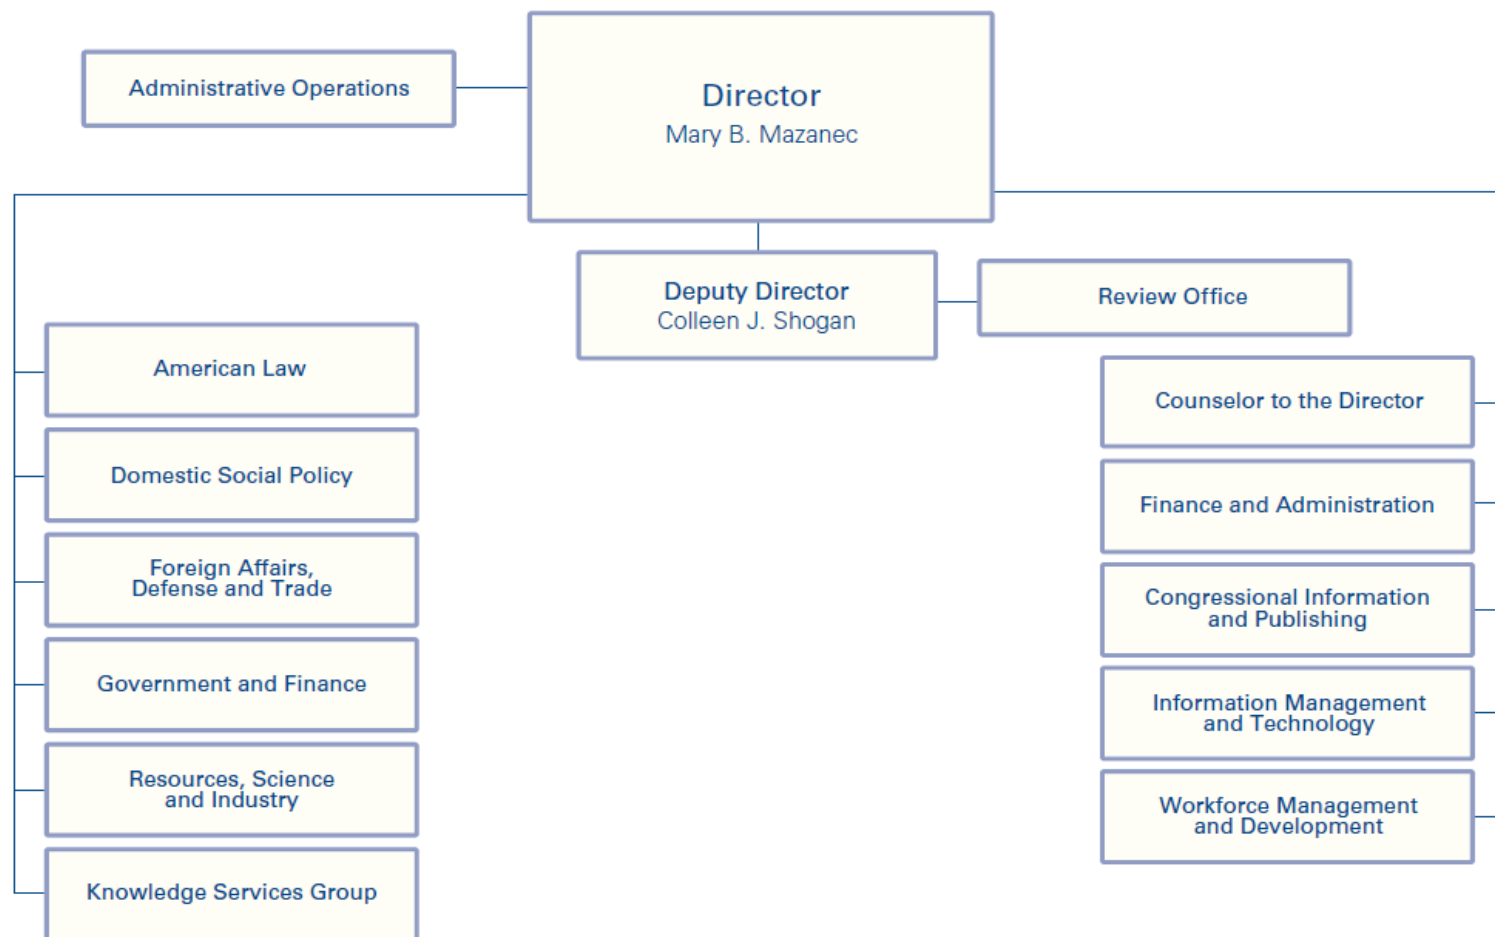 Administrative Operations
Director
Mary B. Mazanec
Deputy Director
Colleen J. Shogan
Review Office
American Law
Domestic Social Policy
Foreign Affairs,
Defense and Trade
Government and Finance
Resources, Science
and Industry
Knowledge Services Group
Counselor to the Director
Finance and Administration
Congressional Information
and Publishing
Information Management
and Technology
Workforce Management
and Development